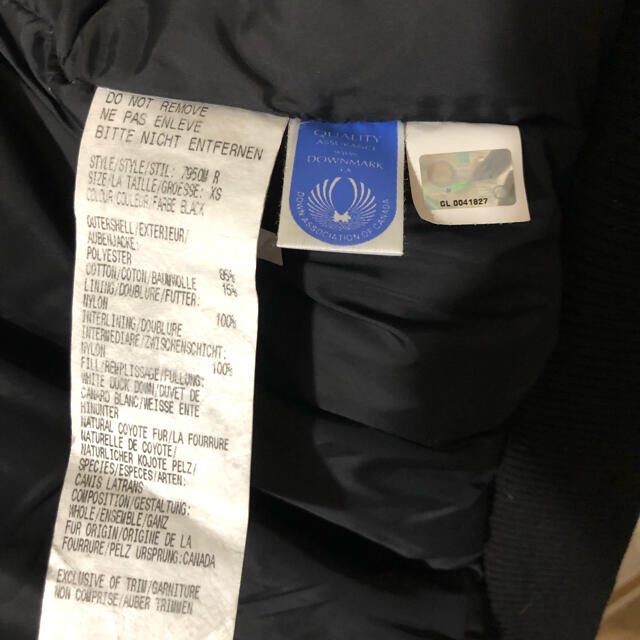 DO NOT REMOVE
NE PAS ENLEVE
BITTE NICHT ENTFERNEN
STYLE/STYLE/STIL: 7950M R
SIZE/LA TAILLE/GROESSE: XS
COLOUR COULEUR FARBE BLACK
OUTERSHELL/EXTERIEUR/
AUBENJACKE:
POLYESTER 85%
COTTON/COTON/BAUMWOLLE 15%
LINING/DOUBLURE/FUTTER:
NYLON 100%
INTERLINING/DOUBLURE
INTERMEDIAIRE/ZWISCHENSCHICHT:
NYLON 100%
FILL/REMPLISSAGE/FULLUNG:
WHITE DUCK DOWN/DUVET DE
CANARD BLANC/WEISSE ENTE
HINUNTER
NATURAL COYOTE FUR/LA FOURRURE
NATURELLE DE COYOTE/
NATURLICHER KOJOTE PELZ/
SPECIES/ESPECES/ARTEN:
CANIS LATRANS
COMPOSITION/GESTALTUNG:
WHOLE/ENSEMBLE/GANZ
FUR ORIGIN/ORIGINE DE LA
FOURRURE/PELZ URSPRUNG:CANADA
EXCLUSIVE OF TRIM/GARNITURE
NON COMPRISE/AUBER TRIMMEN
QUALITY
ASSURANCE
www.
DOWNMARK
.CA
DOWN ASSOCIATION OF CANADA
CL 0041827